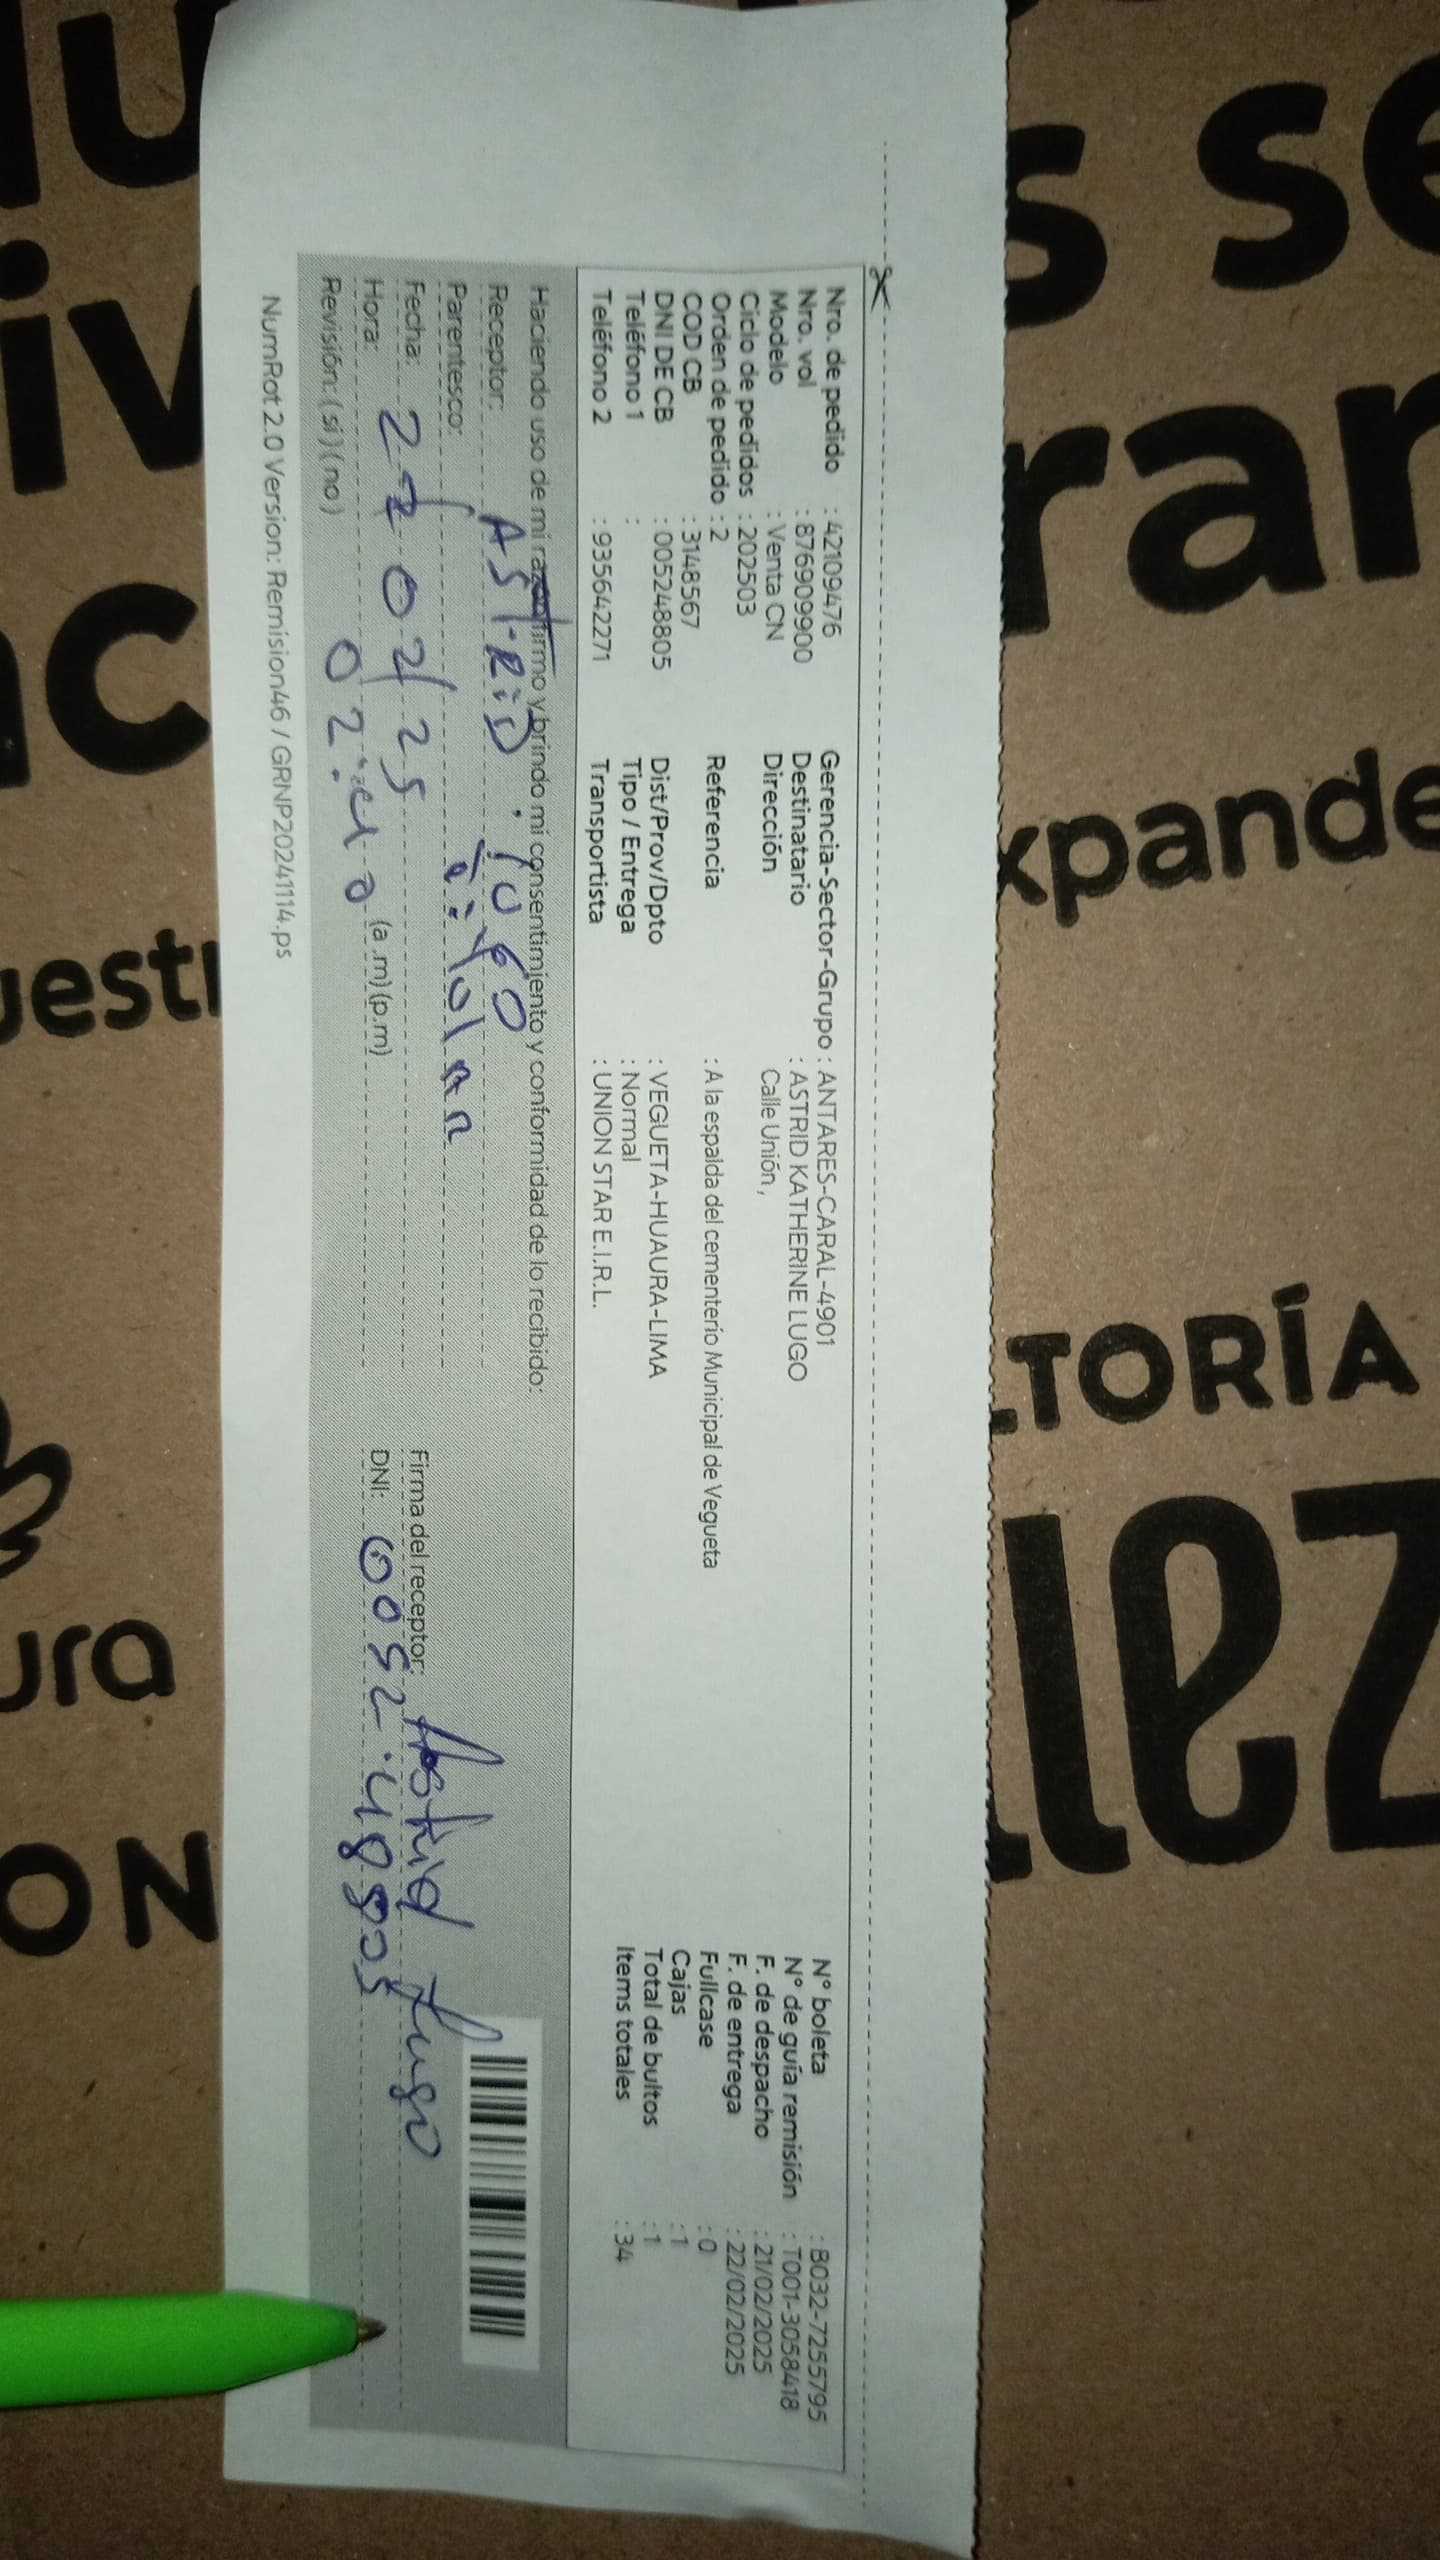 Nro. de pedido : 42109476
Nro. vol : 876909900
Modelo : Venta CN
Ciclo de pedidos : 202503
Orden de pedido : 2
COD CB : 3148567
DNI DE CB : 005248805
Teléfono 1 :
Teléfono 2 : 935642271
Gerencia-Sector-Grupo : ANTARES-CARAL-4901
Destinatario : ASTRID KATHERINE LUGO
Dirección Calle Unión,
Referencia : A la espalda del cementerio Municipal de Vegueta
Dist/Prov/Dpto : VEGUETA-HUAURA-LIMA
Tipo / Entrega : Normal
Transportista : UNION STAR E.I.R.L.
N° boleta : B032-7255795
N° de guía remisión : T001-3058418
F. de despacho : 21/02/2025
F. de entrega : 22/02/2025
Fullcase : 0
Cajas : 1
Total de bultos : 1
Items totales : 34
Haciendo uso de mi firmo y brindo mi consentimiento y conformidad de lo recibido:
Receptor: ASTRID
Parentesco:
Fecha: 02/25
Hora: 02: (a.m)(p.m)
Revisión: (si) (no)
Firma del receptor: Astrid Lugo
DNI: 005248805
NumRot 2.0 Version: Remision46 / GRNP20241114.ps
xpande
TORÍA
ura
ON